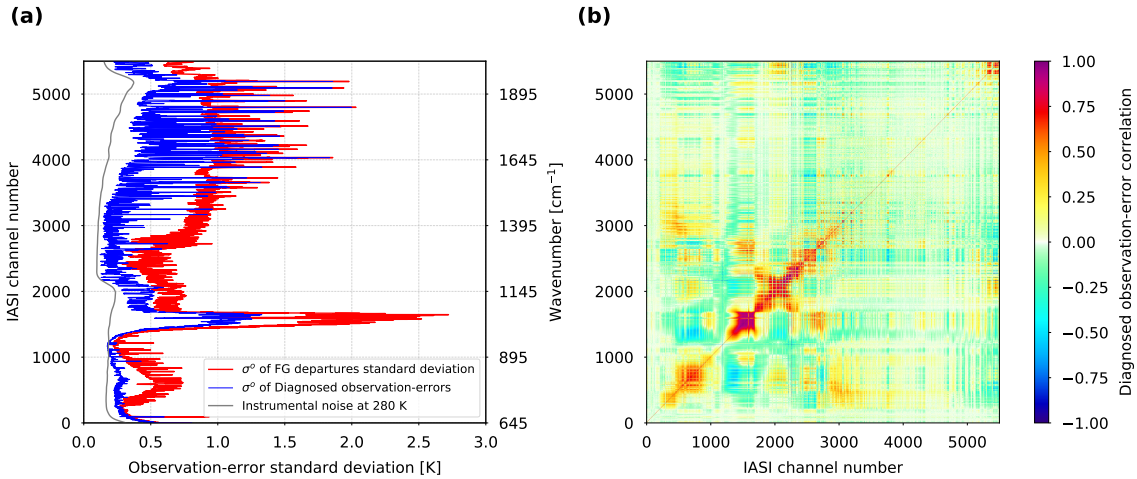 (a)
IASI channel number
5000
4000
3000
2000
1000
0
0.0 0.5 1.0 1.5 2.0 2.5 3.0
Observation-error standard deviation [K]
1895
1645
1395
1145
895
645
Wavenumber [cm⁻¹]
σᵒ of FG departures standard deviation
σᵒ of Diagnosed observation-errors
Instrumental noise at 280 K
(b)
5000
4000
3000
2000
1000
0
0 1000 2000 3000 4000 5000
IASI channel number
1.00
0.75
0.50
0.25
0.00
−0.25
−0.50
−0.75
−1.00
Diagnosed observation-error correlation